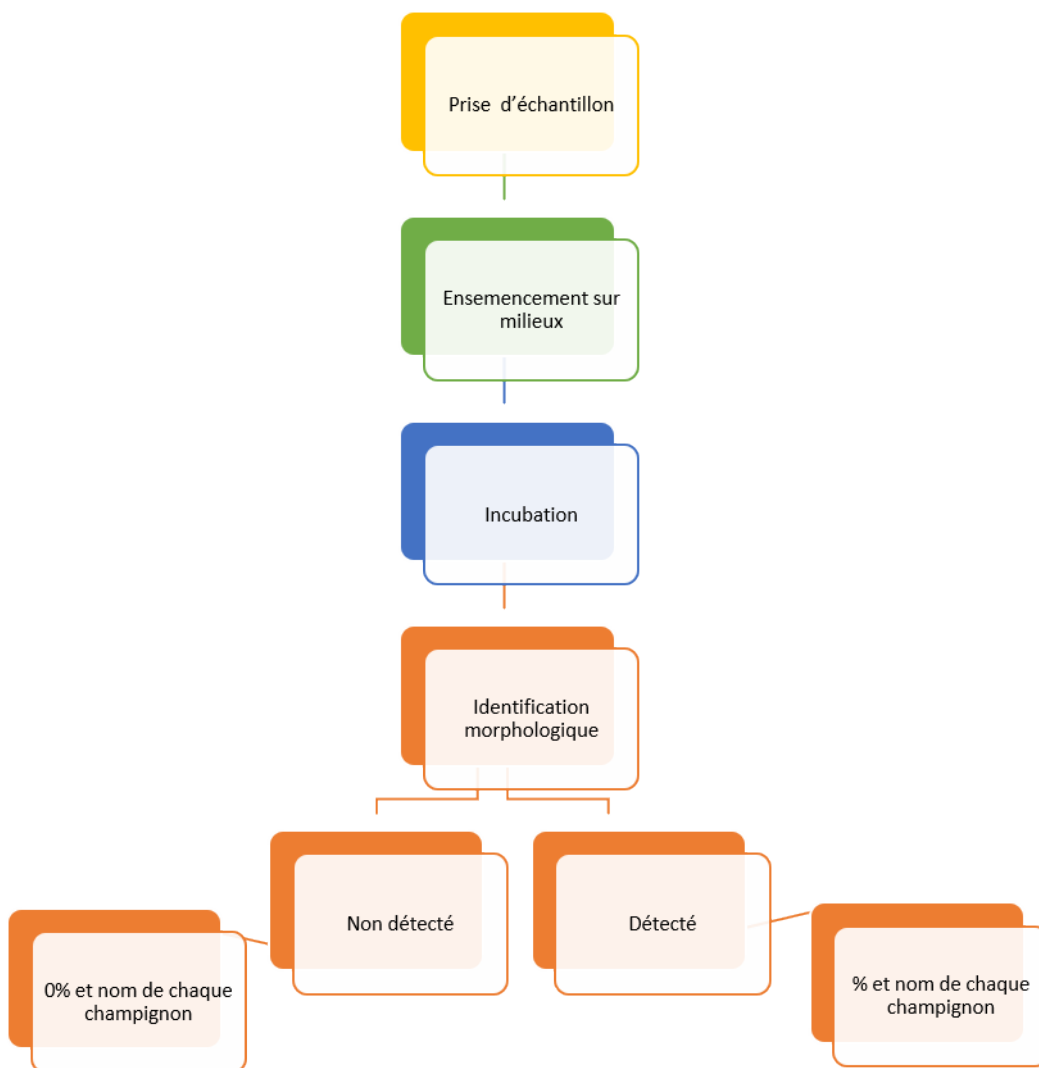 Prise d'échantillon
Ensemencement sur
milieux
Incubation
Identification
morphologique
Non détecté
Détecté
0% et nom de chaque
champignon
% et nom de chaque
champignon